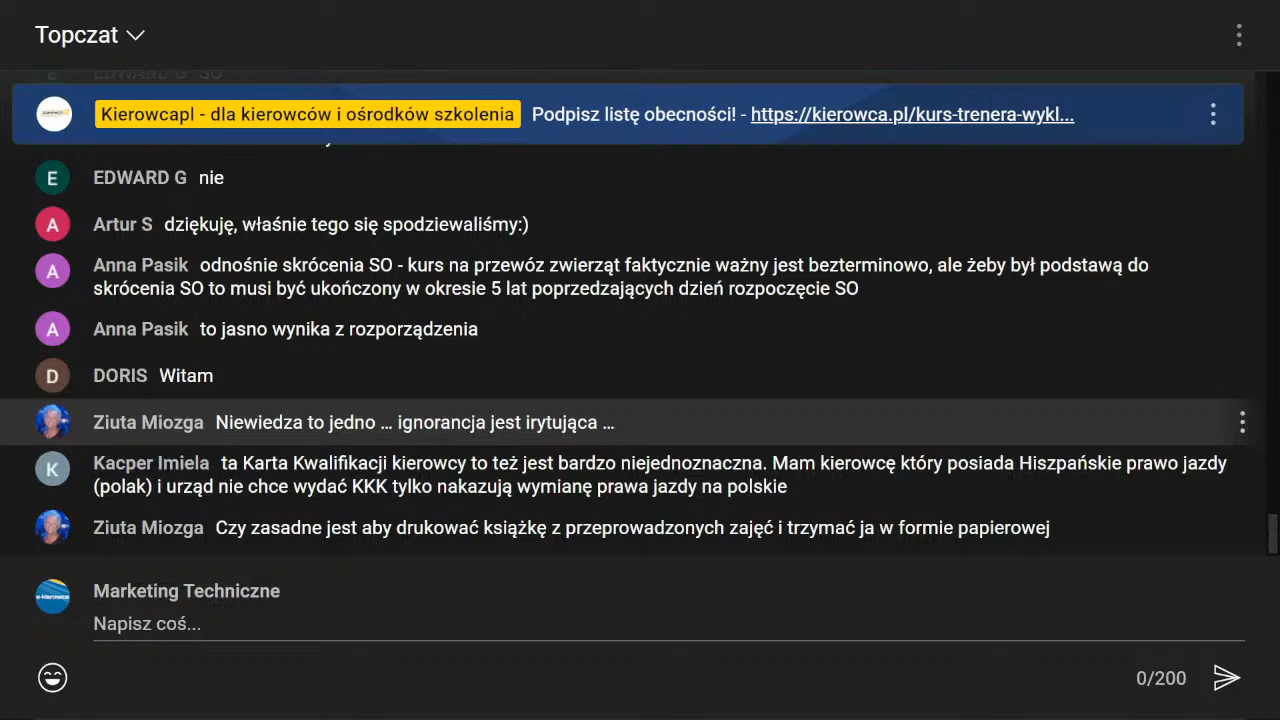 Topczat
EDWARD G SO
Kierowcapl - dla kierowców i ośrodków szkolenia Podpisz listę obecności! - https://kierowca.pl/kurs-trenera-wykl...
E EDWARD G nie
A Artur S dziękuję, właśnie tego się spodziewaliśmy:)
A Anna Pasik odnośnie skrócenia SO - kurs na przewóz zwierząt faktycznie ważny jest bezterminowo, ale żeby był podstawą do
skrócenia SO to musi być ukończony w okresie 5 lat poprzedzających dzień rozpoczęcie SO
A Anna Pasik to jasno wynika z rozporządzenia
D DORIS Witam
Ziuta Miozga Niewiedza to jedno … ignorancja jest irytująca …
K Kacper Imiela ta Karta Kwalifikacji kierowcy to też jest bardzo niejednoznaczna. Mam kierowcę który posiada Hiszpańskie prawo jazdy
(polak) i urząd nie chce wydać KKK tylko nakazują wymianę prawa jazdy na polskie
Ziuta Miozga Czy zasadne jest aby drukować książkę z przeprowadzonych zajęć i trzymać ja w formie papierowej
e-kierowca Marketing Techniczne
Napisz coś...
0/200